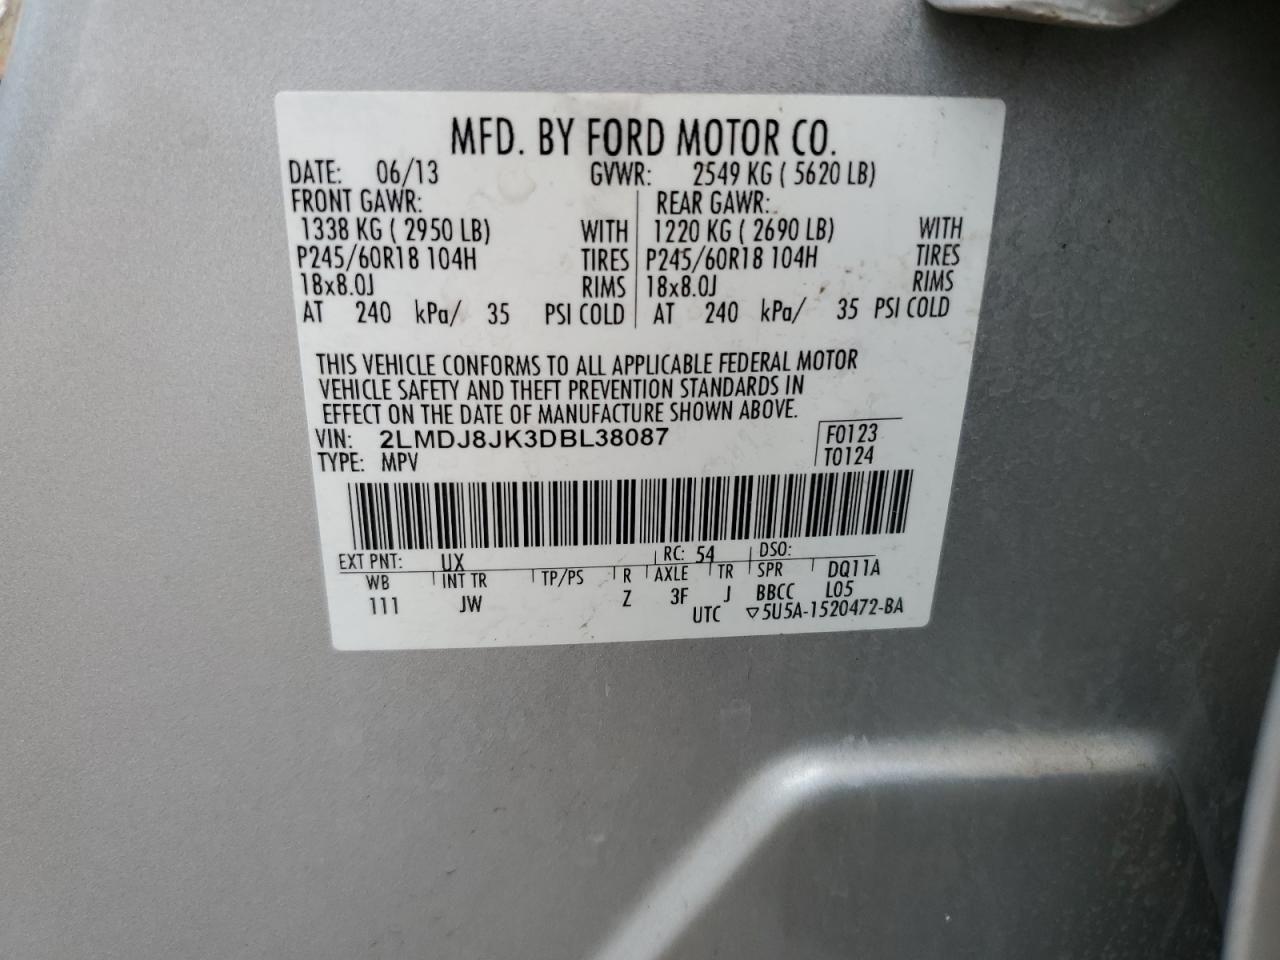 MFD. BY FORD MOTOR CO.
DATE: 06/13 GVWR: 2549 KG ( 5620 LB)
FRONT GAWR: REAR GAWR:
1338 KG ( 2950 LB) WITH 1220 KG ( 2690 LB) WITH
P245/60R18 104H TIRES P245/60R18 104H TIRES
18x8.0J RIMS 18x8.0J RIMS
AT 240 kPa/ 35 PSI COLD AT 240 kPa/ 35 PSI COLD
THIS VEHICLE CONFORMS TO ALL APPLICABLE FEDERAL MOTOR
VEHICLE SAFETY AND THEFT PREVENTION STANDARDS IN
EFFECT ON THE DATE OF MANUFACTURE SHOWN ABOVE.
VIN: 2LMDJ8JK3DBL38087 F0123
TYPE: MPV T0124
EXT PNT: UX RC: 54 DSO:
WB INT TR TP/PS R AXLE TR SPR DQ11A
111 JW Z 3F J BBCC L05
UTC ▽5U5A-1520472-BA